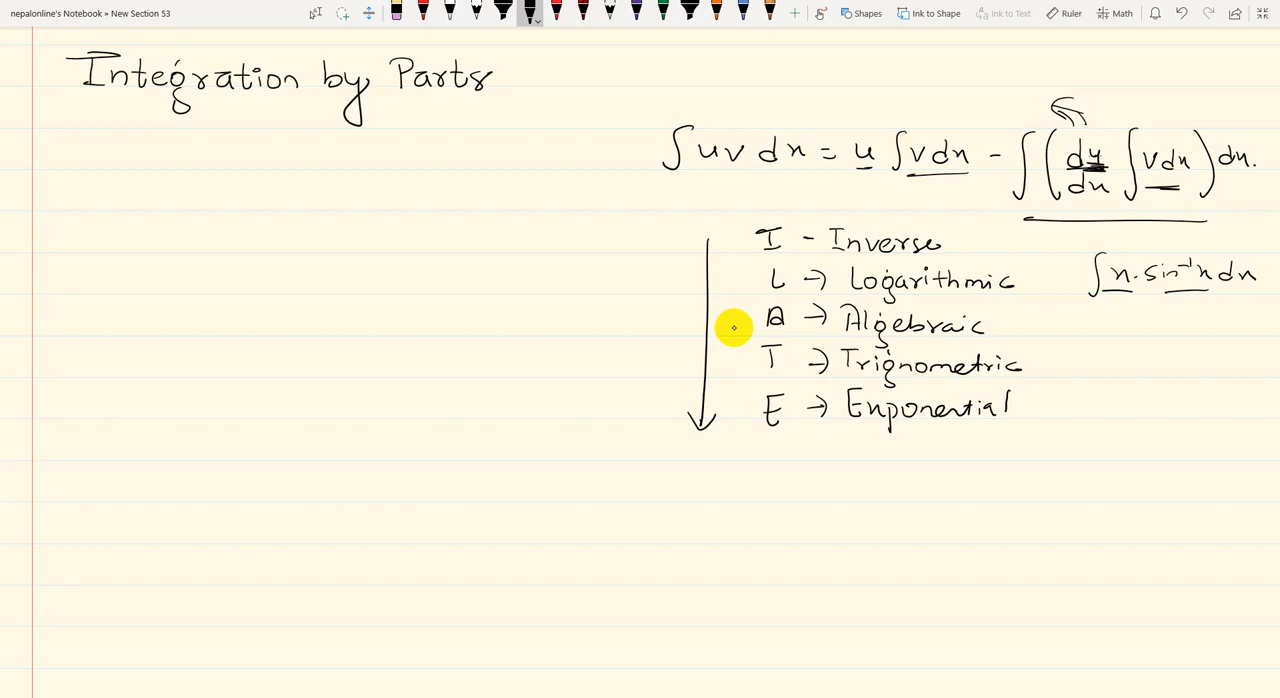 nepalonline's Notebook » New Section 53
Shapes Ink to Shape Ink to Text Ruler Math
Integration by Parts
∫ u v dx = u ∫ v dx - ∫ ( du/dx ∫ v dx ) dx.
I - Inverse
L → Logarithmic
∫ x · sin⁻¹x dx
A → Algebraic
T → Trignometric
E → Exponential